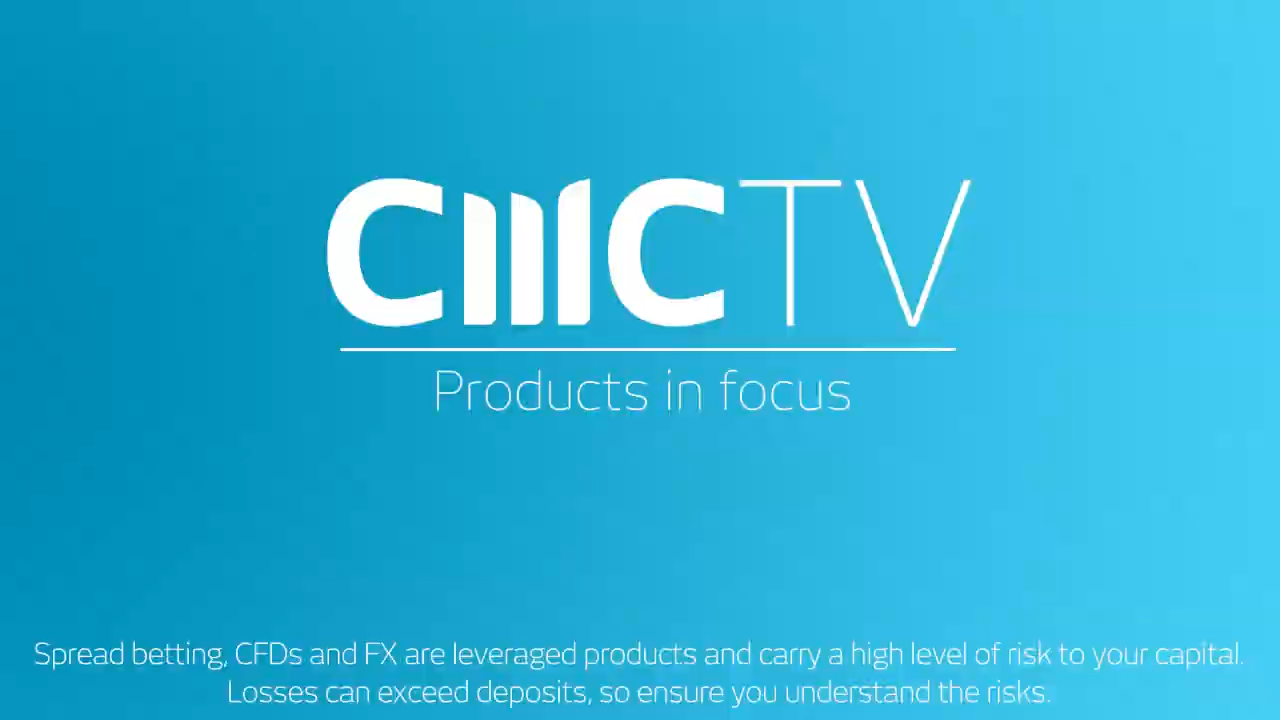 CMCTV
Products in focus
Spread betting, CFDs and FX are leveraged products and carry a high level of risk to your capital.
Losses can exceed deposits, so ensure you understand the risks.